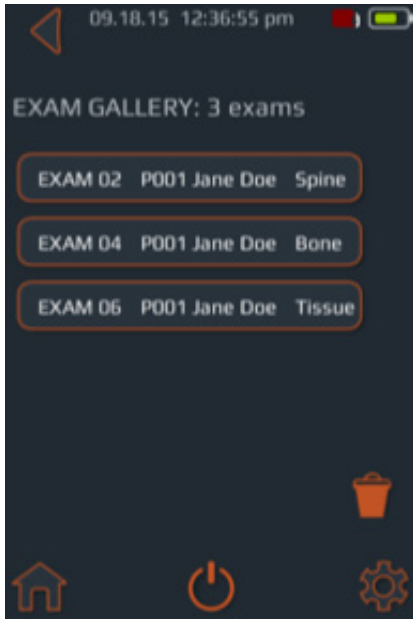 09.18.15 12:36:55 pm
EXAM GALLERY: 3 exams
EXAM 02 P001 Jane Doe Spine
EXAM 04 P001 Jane Doe Bone
EXAM 06 P001 Jane Doe Tissue